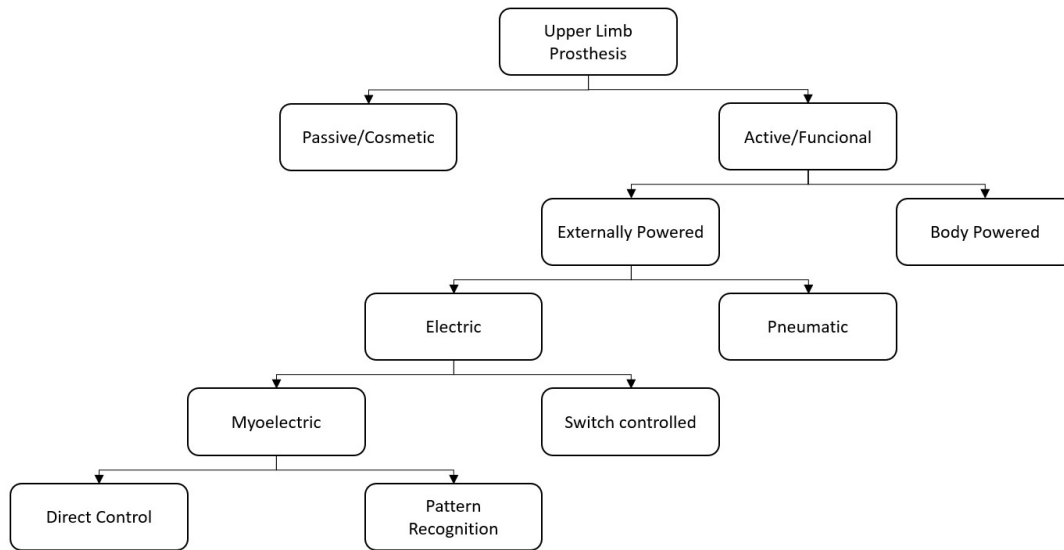 Upper Limb
Prosthesis
Passive/Cosmetic
Active/Funcional
Externally Powered
Body Powered
Electric
Pneumatic
Myoelectric
Switch controlled
Direct Control
Pattern
Recognition